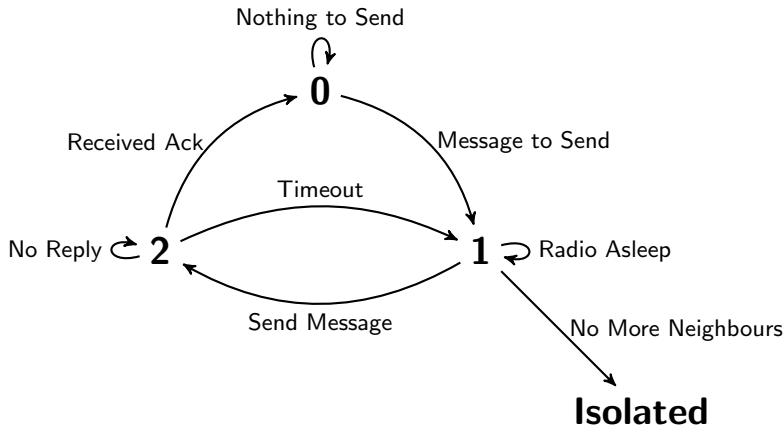 Nothing to Send
0
Received Ack
Message to Send
Timeout
No Reply
2
1
Radio Asleep
Send Message
No More Neighbours
Isolated